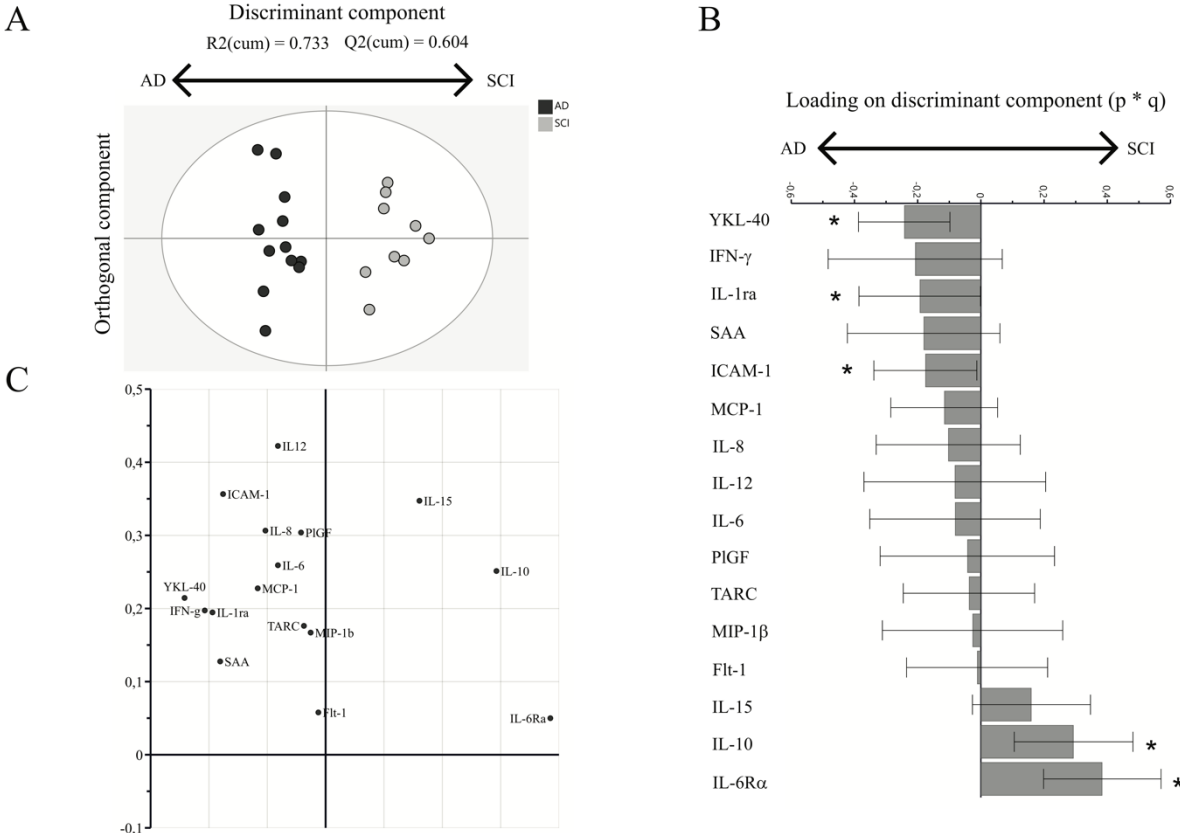 A
Discriminant component
R2(cum) = 0.733 Q2(cum) = 0.604
AD
SCI
AD
SCI
Orthogonal component
B
Loading on discriminant component (p * q)
AD
SCI
-0,6
-0,4
-0,2
0
0,2
0,4
0,6
YKL-40
*
IFN-γ
IL-1ra
*
SAA
ICAM-1
*
MCP-1
IL-8
IL-12
IL-6
PlGF
TARC
MIP-1β
Flt-1
IL-15
IL-10
*
IL-6Rα
*
C
0,5
0,4
0,3
0,2
0,1
0
-0,1
IL12
ICAM-1
IL-15
IL-8
PlGF
IL-6
IL-10
MCP-1
YKL-40
IFN-g
IL-1ra
TARC
MIP-1b
SAA
Flt-1
IL-6Ra